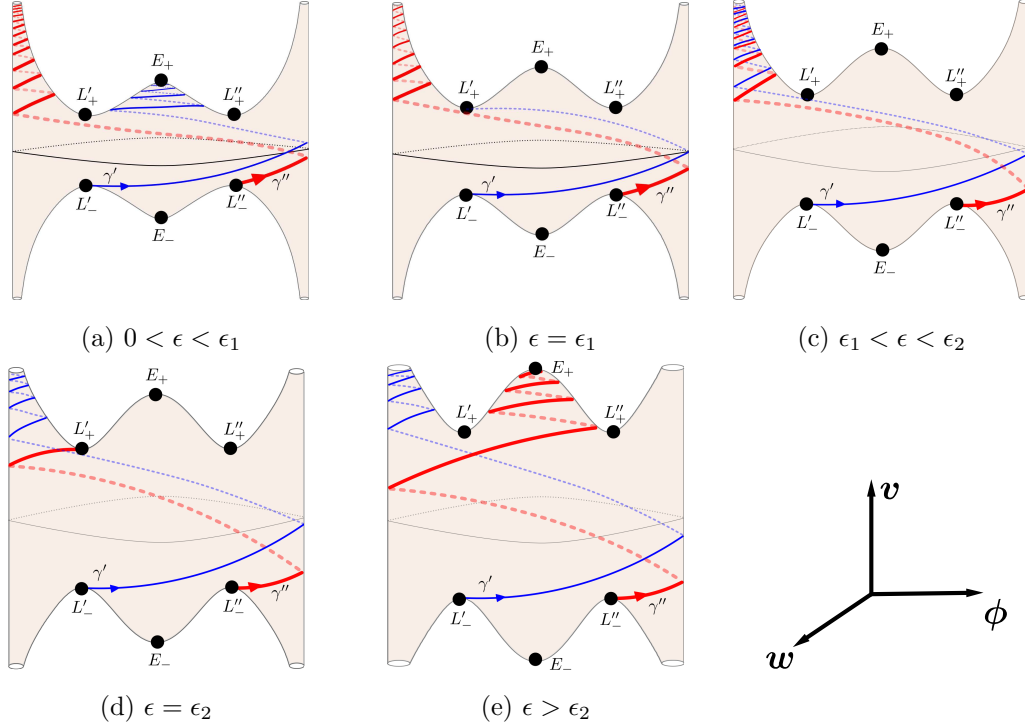 E₊ E₊ E₊
L′₊ L″₊ L′₊ L″₊ L′₊ L″₊
γ′ γ″ γ′ γ″ γ′ γ″
L′₋ L″₋ L′₋ L″₋ L′₋ L″₋
E₋ E₋ E₋
(a) 0 < ϵ < ϵ₁ (b) ϵ = ϵ₁ (c) ϵ₁ < ϵ < ϵ₂
E₊ E₊
L′₊ L″₊ L′₊ L″₊
γ′ γ″ γ′ γ″
L′₋ L″₋ L′₋ L″₋
E₋ E₋
v
ϕ
w
(d) ϵ = ϵ₂ (e) ϵ > ϵ₂